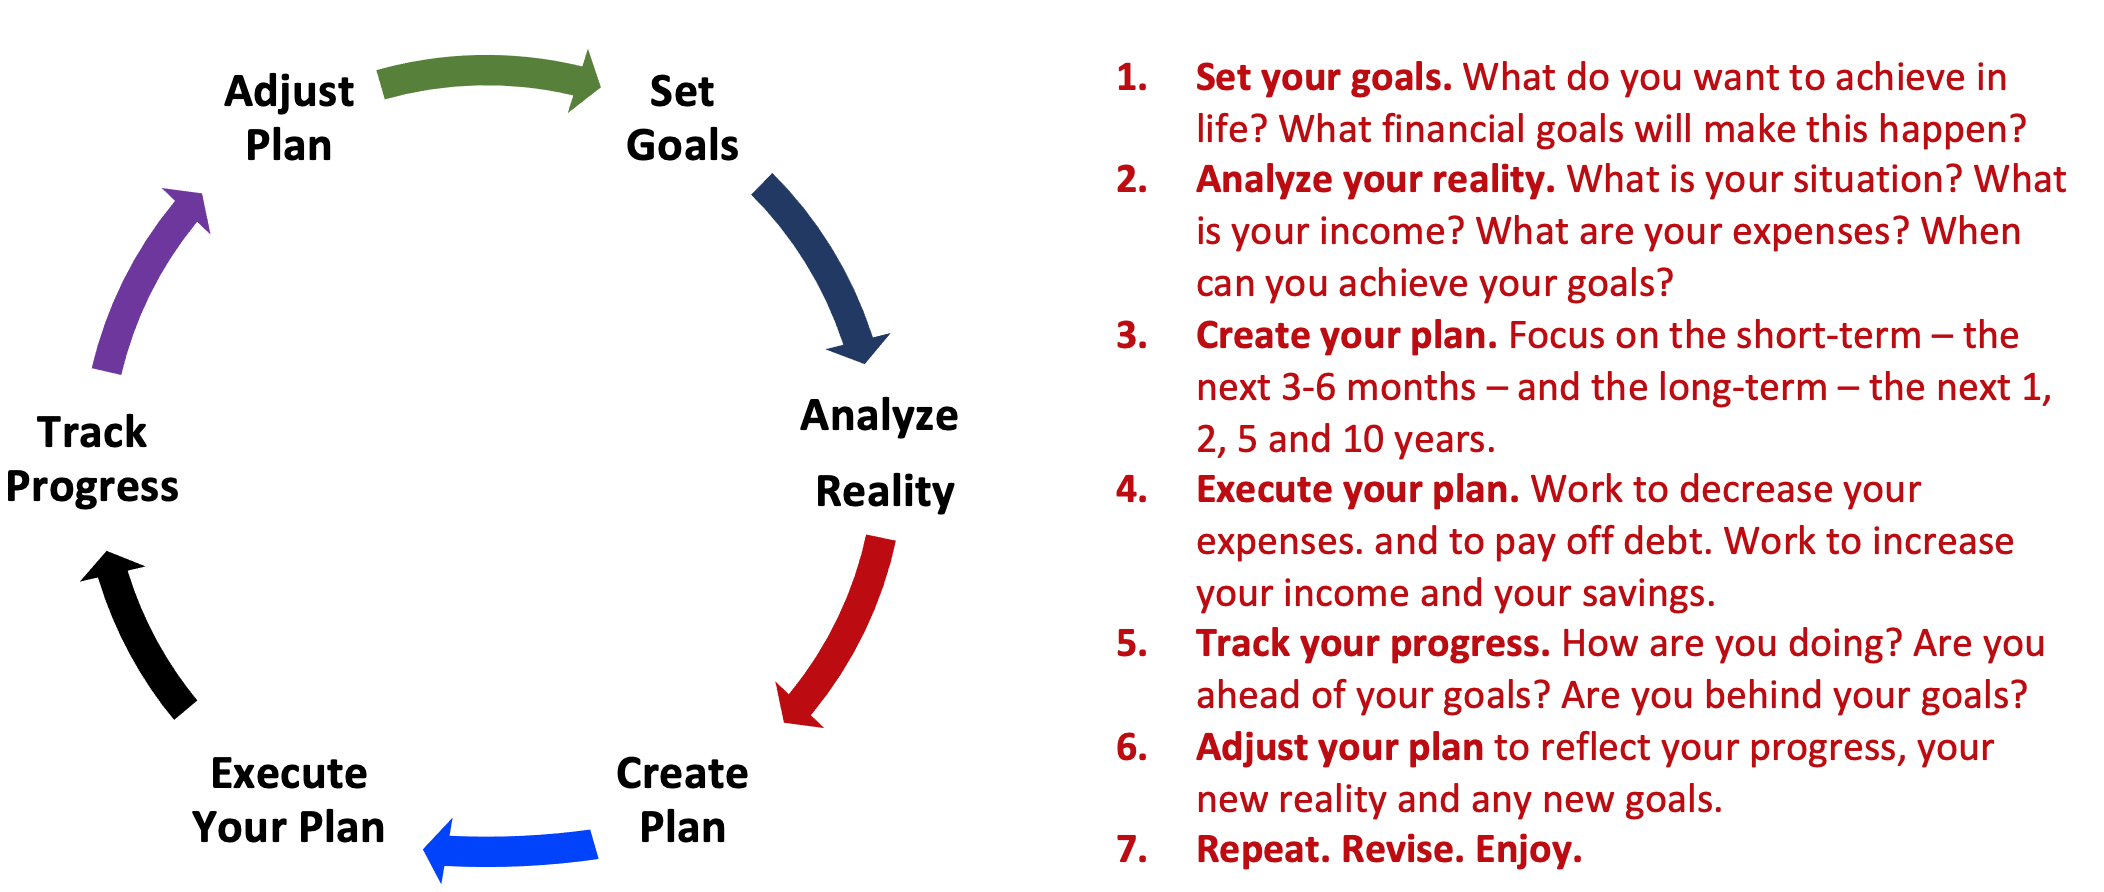 Adjust
Plan
Set
Goals
Analyze
Reality
Create
Plan
Execute
Your Plan
Track
Progress
1. Set your goals. What do you want to achieve in
life? What financial goals will make this happen?
2. Analyze your reality. What is your situation? What
is your income? What are your expenses? When
can you achieve your goals?
3. Create your plan. Focus on the short-term – the
next 3-6 months – and the long-term – the next 1,
2, 5 and 10 years.
4. Execute your plan. Work to decrease your
expenses. and to pay off debt. Work to increase
your income and your savings.
5. Track your progress. How are you doing? Are you
ahead of your goals? Are you behind your goals?
6. Adjust your plan to reflect your progress, your
new reality and any new goals.
7. Repeat. Revise. Enjoy.